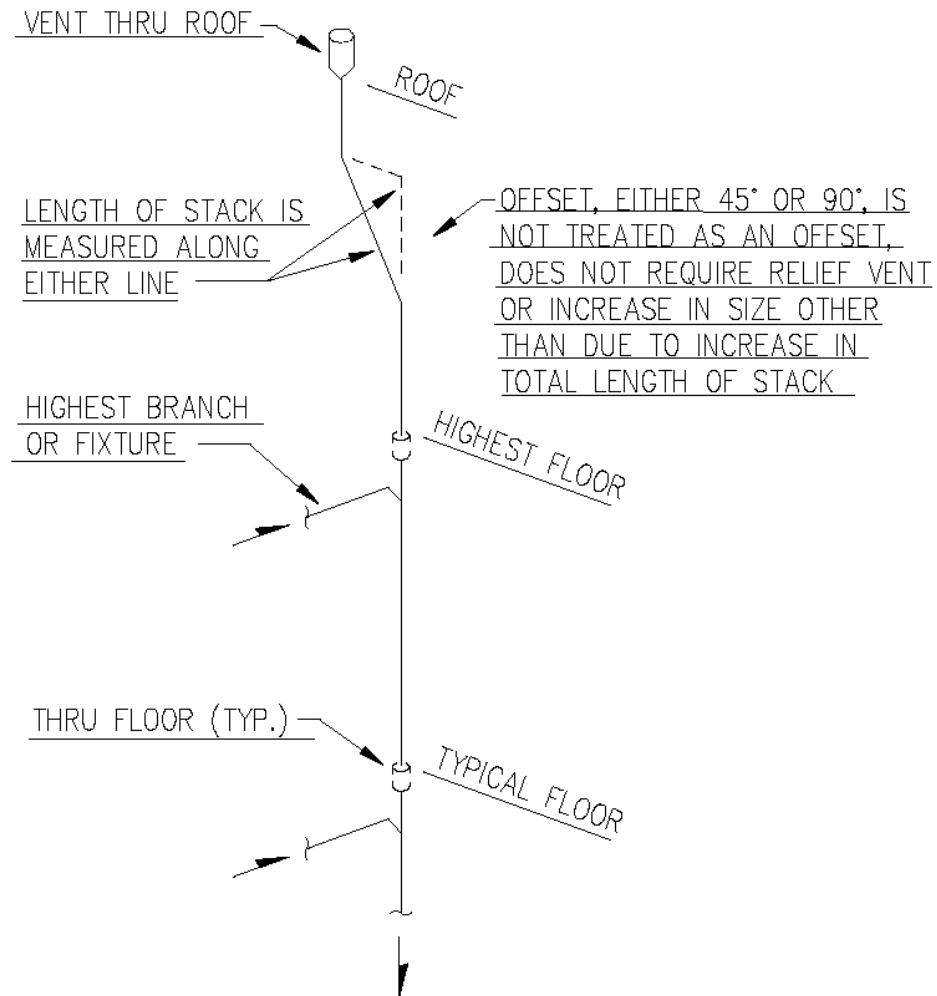 VENT THRU ROOF
ROOF
LENGTH OF STACK IS
MEASURED ALONG
EITHER LINE
OFFSET, EITHER 45° OR 90°, IS
NOT TREATED AS AN OFFSET,
DOES NOT REQUIRE RELIEF VENT
OR INCREASE IN SIZE OTHER
THAN DUE TO INCREASE IN
TOTAL LENGTH OF STACK
HIGHEST BRANCH
OR FIXTURE
HIGHEST FLOOR
THRU FLOOR (TYP.)
TYPICAL FLOOR